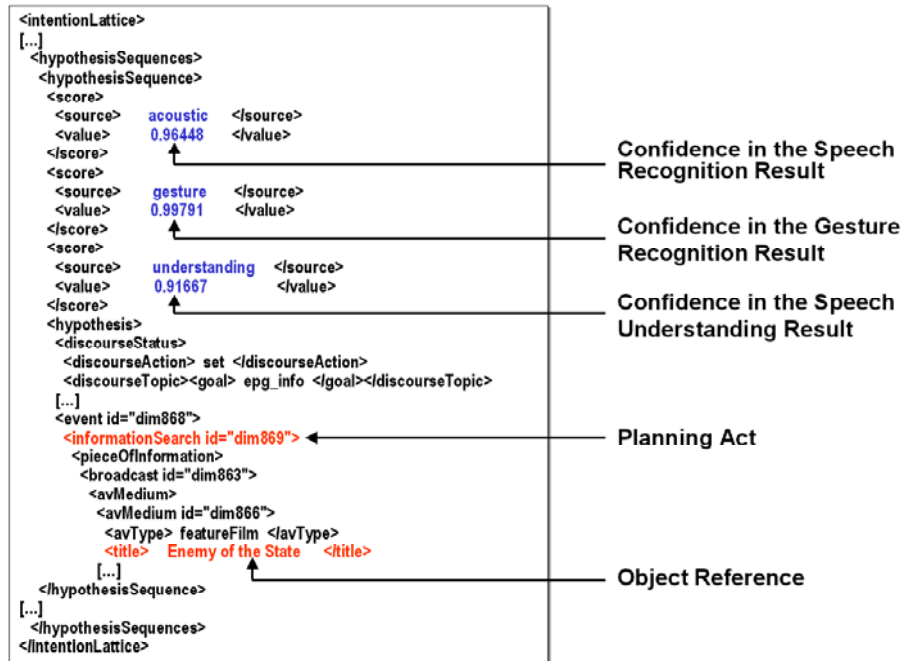 <intentionLattice>
[...]
<hypothesisSequences>
<hypothesisSequence>
<score>
<source> acoustic </source>
<value> 0.96448 </value>
</score>
<score>
<source> gesture </source>
<value> 0.99791 </value>
</score>
<score>
<source> understanding </source>
<value> 0.91667 </value>
</score>
<hypothesis>
<discourseStatus>
<discourseAction> set </discourseAction>
<discourseTopic><goal> epg_info </goal></discourseTopic>
[...]
<event id="dim868">
<informationSearch id="dim869">
<pieceOfInformation>
<broadcast id="dim863">
<avMedium>
<avMedium id="dim866">
<avType> featureFilm </avType>
<title> Enemy of the State </title>
[...]
</hypothesisSequence>
[...]
</hypothesisSequences>
</intentionLattice>
Confidence in the Speech
Recognition Result
Confidence in the Gesture
Recognition Result
Confidence in the Speech
Understanding Result
Planning Act
Object Reference